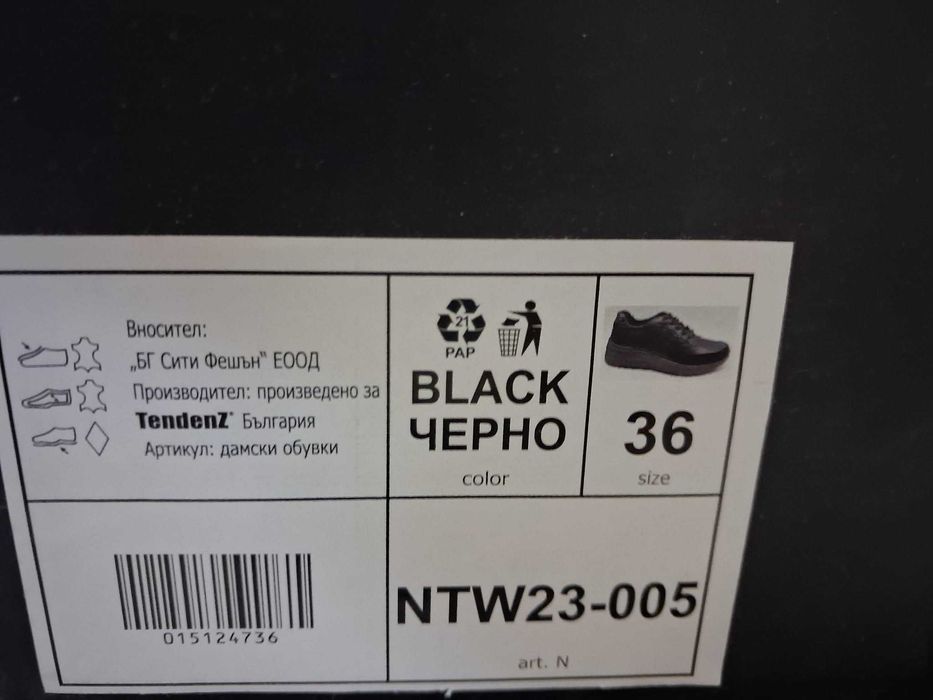 Вносител:
„БГ Сити Фешън" ЕООД
Производител: произведено за
TendenZ® България
Артикул: дамски обувки
21
PAP
BLACK
ЧЕРНО
color
36
size
015124736
NTW23-005
art. N